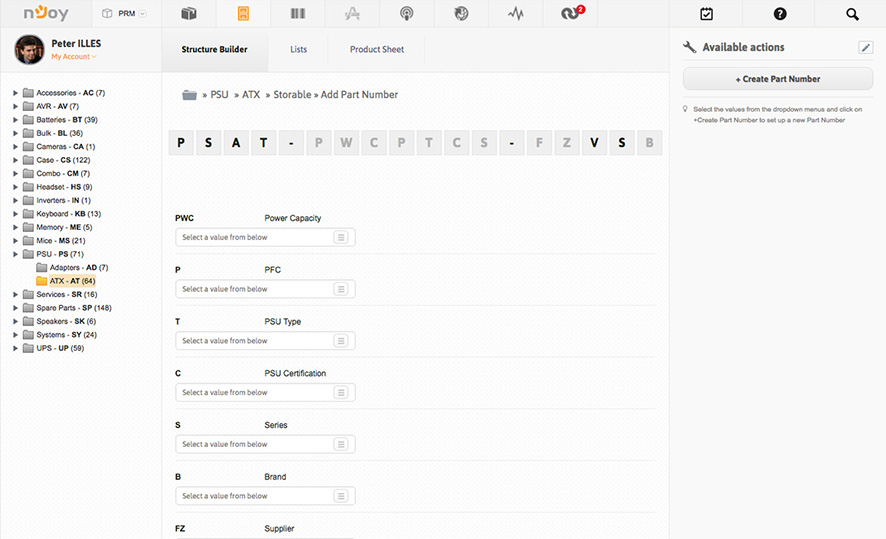 nJoy
PRM
2
Peter ILLES
My Account
Structure Builder
Lists
Product Sheet
Available actions
+ Create Part Number
Select the values from the dropdown menus and click on
+Create Part Number to set up a new Part Number
» PSU » ATX » Storable » Add Part Number
P S A T - P W C P T C S - F Z V S B
Accessories - AC (7)
AVR - AV (7)
Batteries - BT (39)
Bulk - BL (36)
Cameras - CA (1)
Case - CS (122)
Combo - CM (7)
Headset - HS (9)
Inverters - IN (1)
Keyboard - KB (13)
Memory - ME (5)
Mice - MS (21)
PSU - PS (71)
Adapters - AD (7)
ATX - AT (64)
Services - SR (16)
Spare Parts - SP (148)
Speakers - SK (6)
Systems - SY (24)
UPS - UP (59)
PWC Power Capacity
Select a value from below
P PFC
Select a value from below
T PSU Type
Select a value from below
C PSU Certification
Select a value from below
S Series
Select a value from below
B Brand
Select a value from below
FZ Supplier